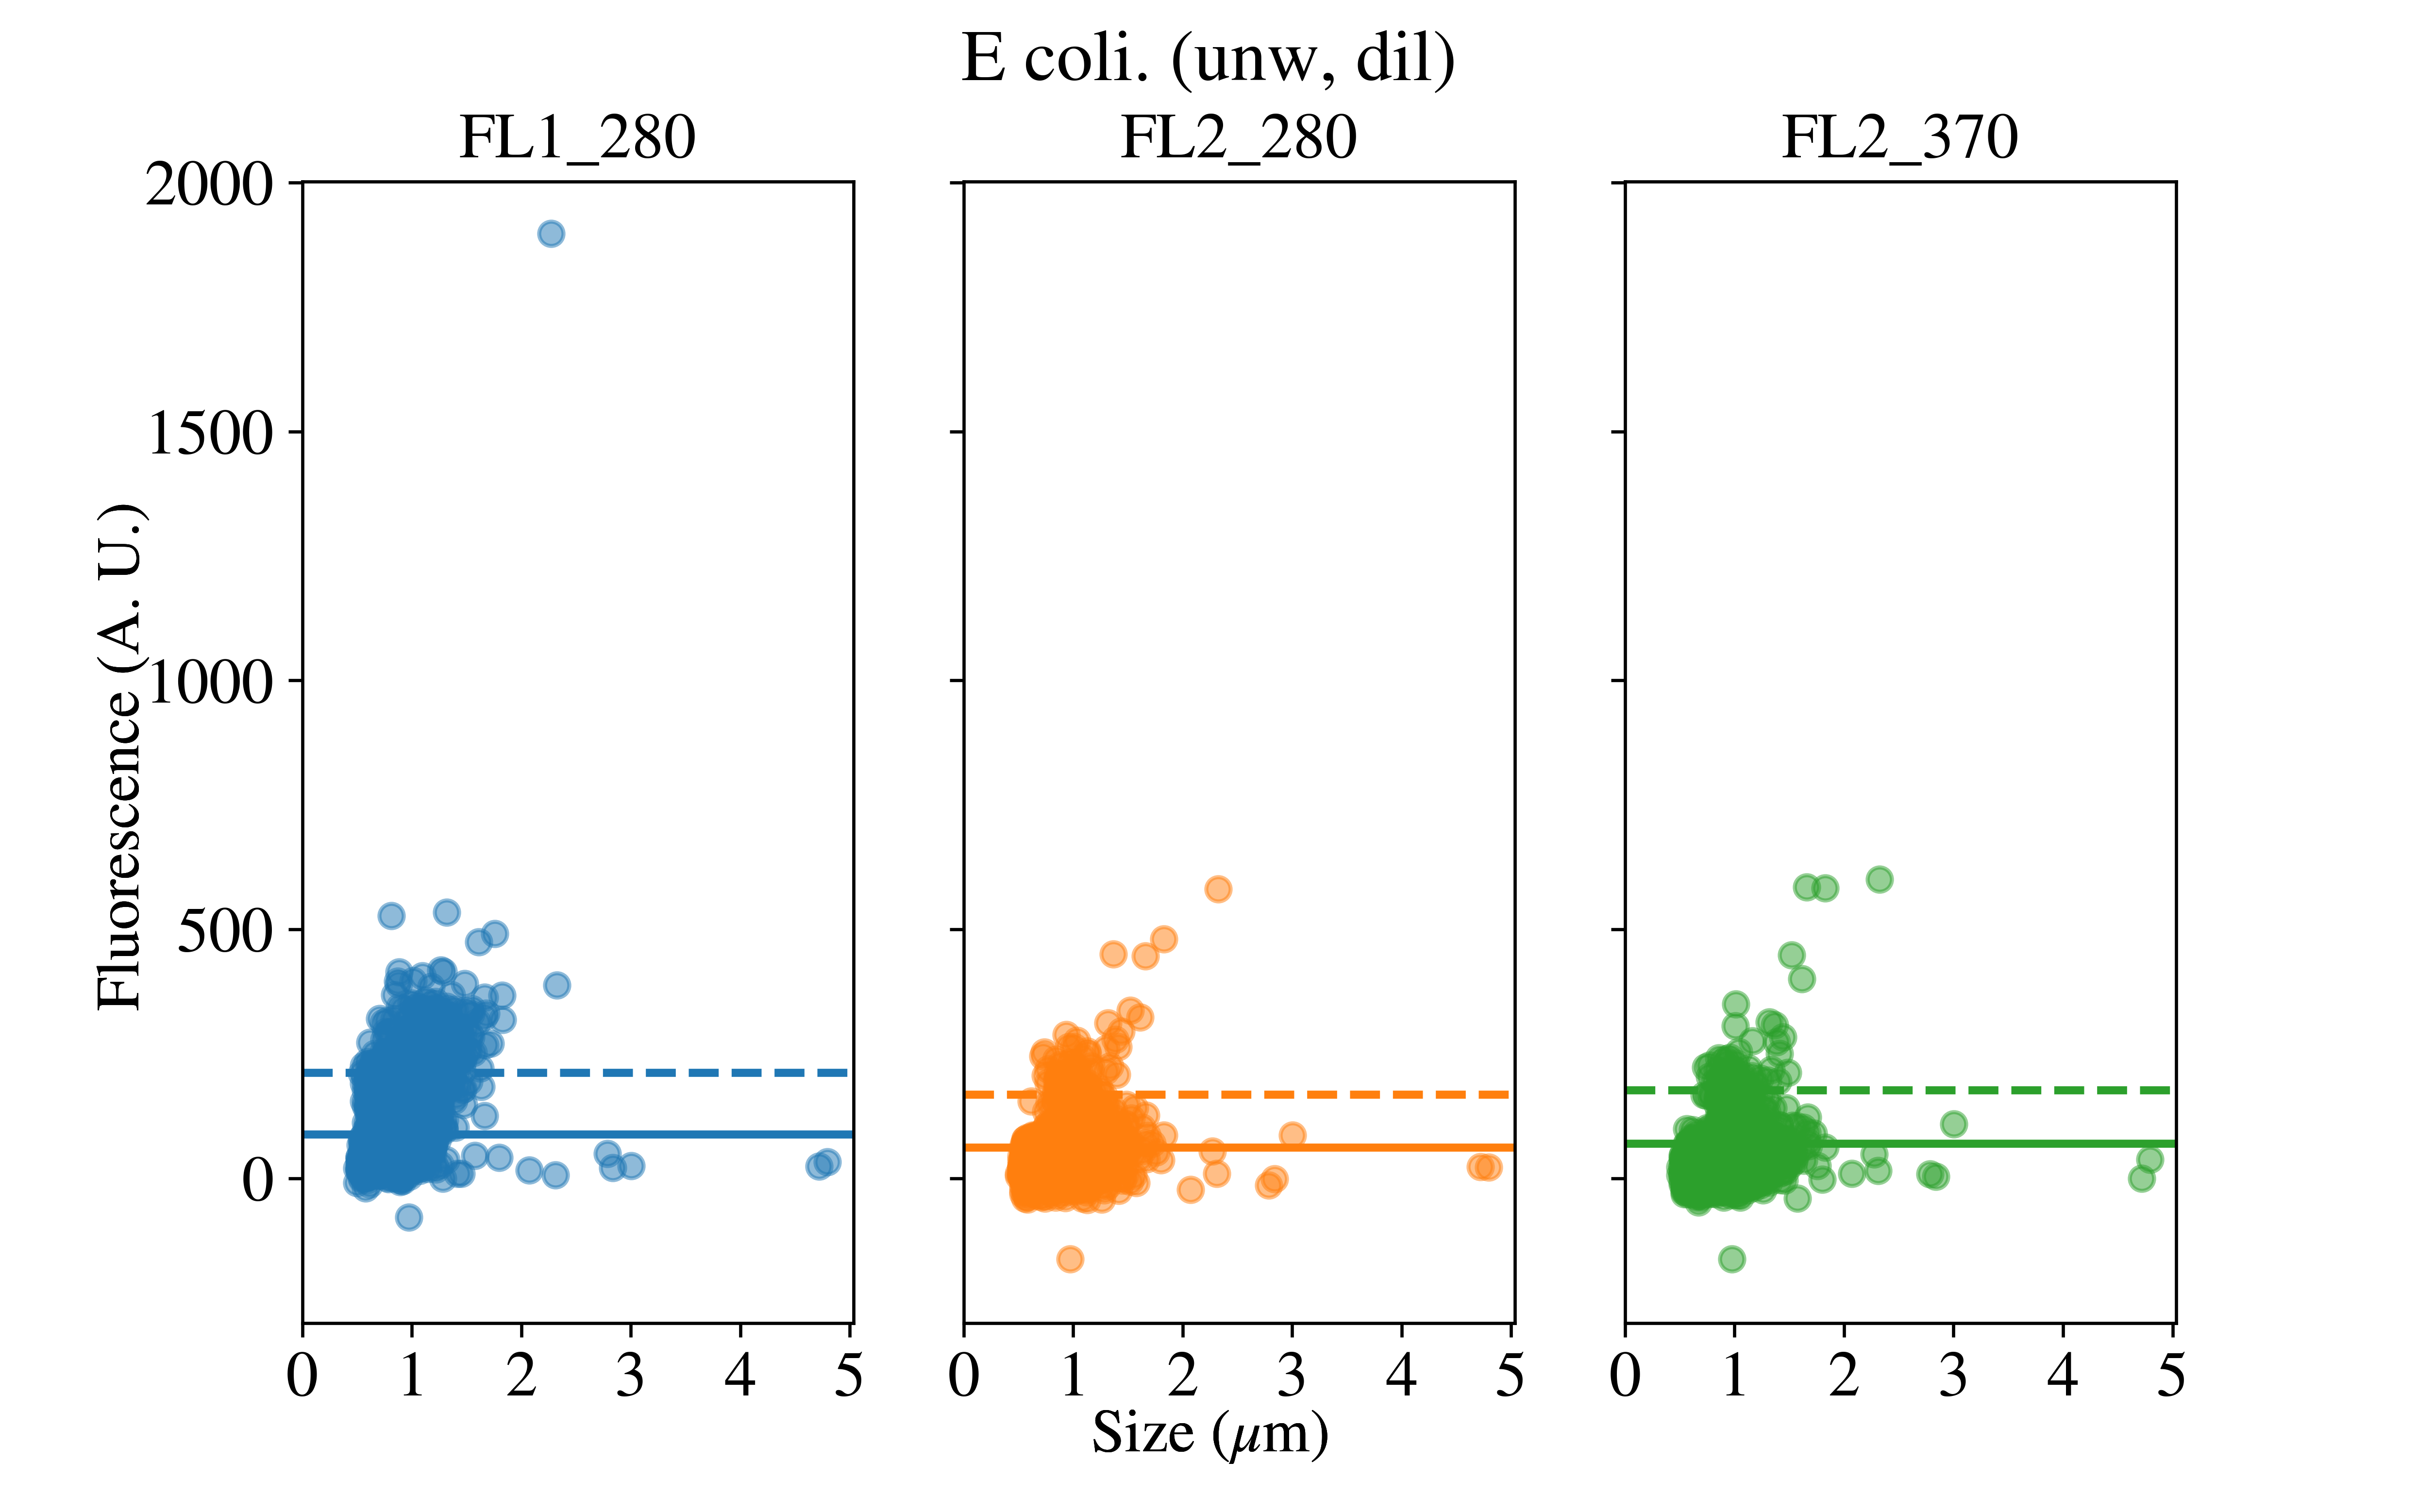 E coli. (unw, dil)
FL1_280
FL2_280
FL2_370
Fluorescence (A. U.)
2000
1500
1000
500
0
0 1 2 3 4 5
0 1 2 3 4 5
0 1 2 3 4 5
Size (μm)